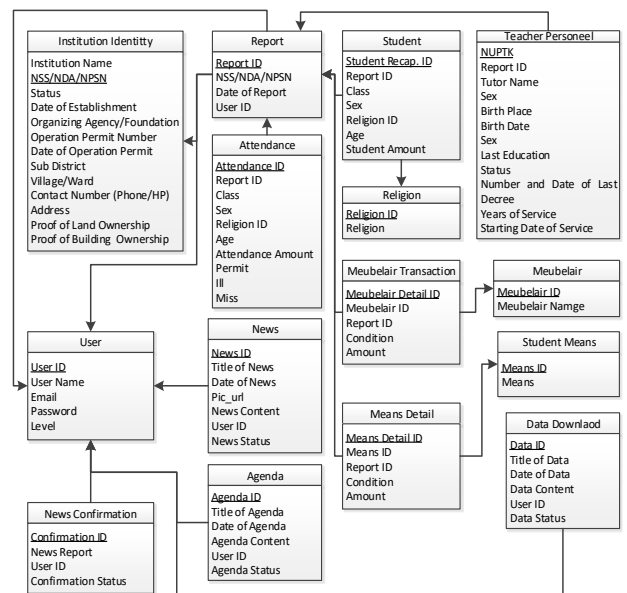 Institution Identitty
Institution Name
NSS/NDA/NPSN
Status
Date of Establishment
Organizing Agency/Foundation
Operation Permit Number
Date of Operation Permit
Sub District
Village/Ward
Contact Number (Phone/HP)
Address
Proof of Land Ownership
Proof of Building Ownership
Report
Report ID
NSS/NDA/NPSN
Date of Report
User ID
Student
Student Recap. ID
Report ID
Class
Sex
Religion ID
Age
Student Amount
Teacher Personeel
NUPTK
Report ID
Tutor Name
Sex
Birth Place
Birth Date
Sex
Last Education
Status
Number and Date of Last
Decree
Years of Service
Starting Date of Service
Attendance
Attendance ID
Report ID
Class
Sex
Religion ID
Age
Attendance Amount
Permit
Ill
Miss
Religion
Religion ID
Religion
Meubelair Transaction
Meubelair Detail ID
Meubelair ID
Report ID
Condition
Amount
Meubelair
Meubelair ID
Meubelair Namge
User
User ID
User Name
Email
Password
Level
News
News ID
Title of News
Date of News
Pic_url
News Content
User ID
News Status
Student Means
Means ID
Means
Means Detail
Means Detail ID
Means ID
Report ID
Condition
Amount
Data Downlaod
Data ID
Title of Data
Date of Data
Data Content
User ID
Data Status
News Confirmation
Confirmation ID
News Report
User ID
Confirmation Status
Agenda
Agenda ID
Title of Agenda
Date of Agenda
Agenda Content
User ID
Agenda Status